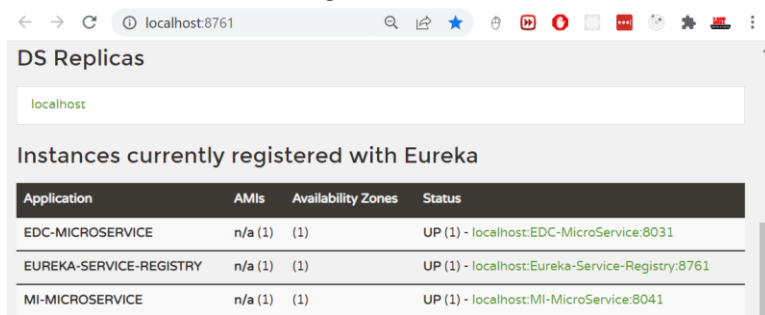 localhost:8761
DS Replicas
localhost
Instances currently registered with Eureka
Application AMIs Availability Zones Status
EDC-MICROSERVICE n/a (1) (1) UP (1) - localhost:EDC-MicroService:8031
EUREKA-SERVICE-REGISTRY n/a (1) (1) UP (1) - localhost:Eureka-Service-Registry:8761
MI-MICROSERVICE n/a (1) (1) UP (1) - localhost:MI-MicroService:8041